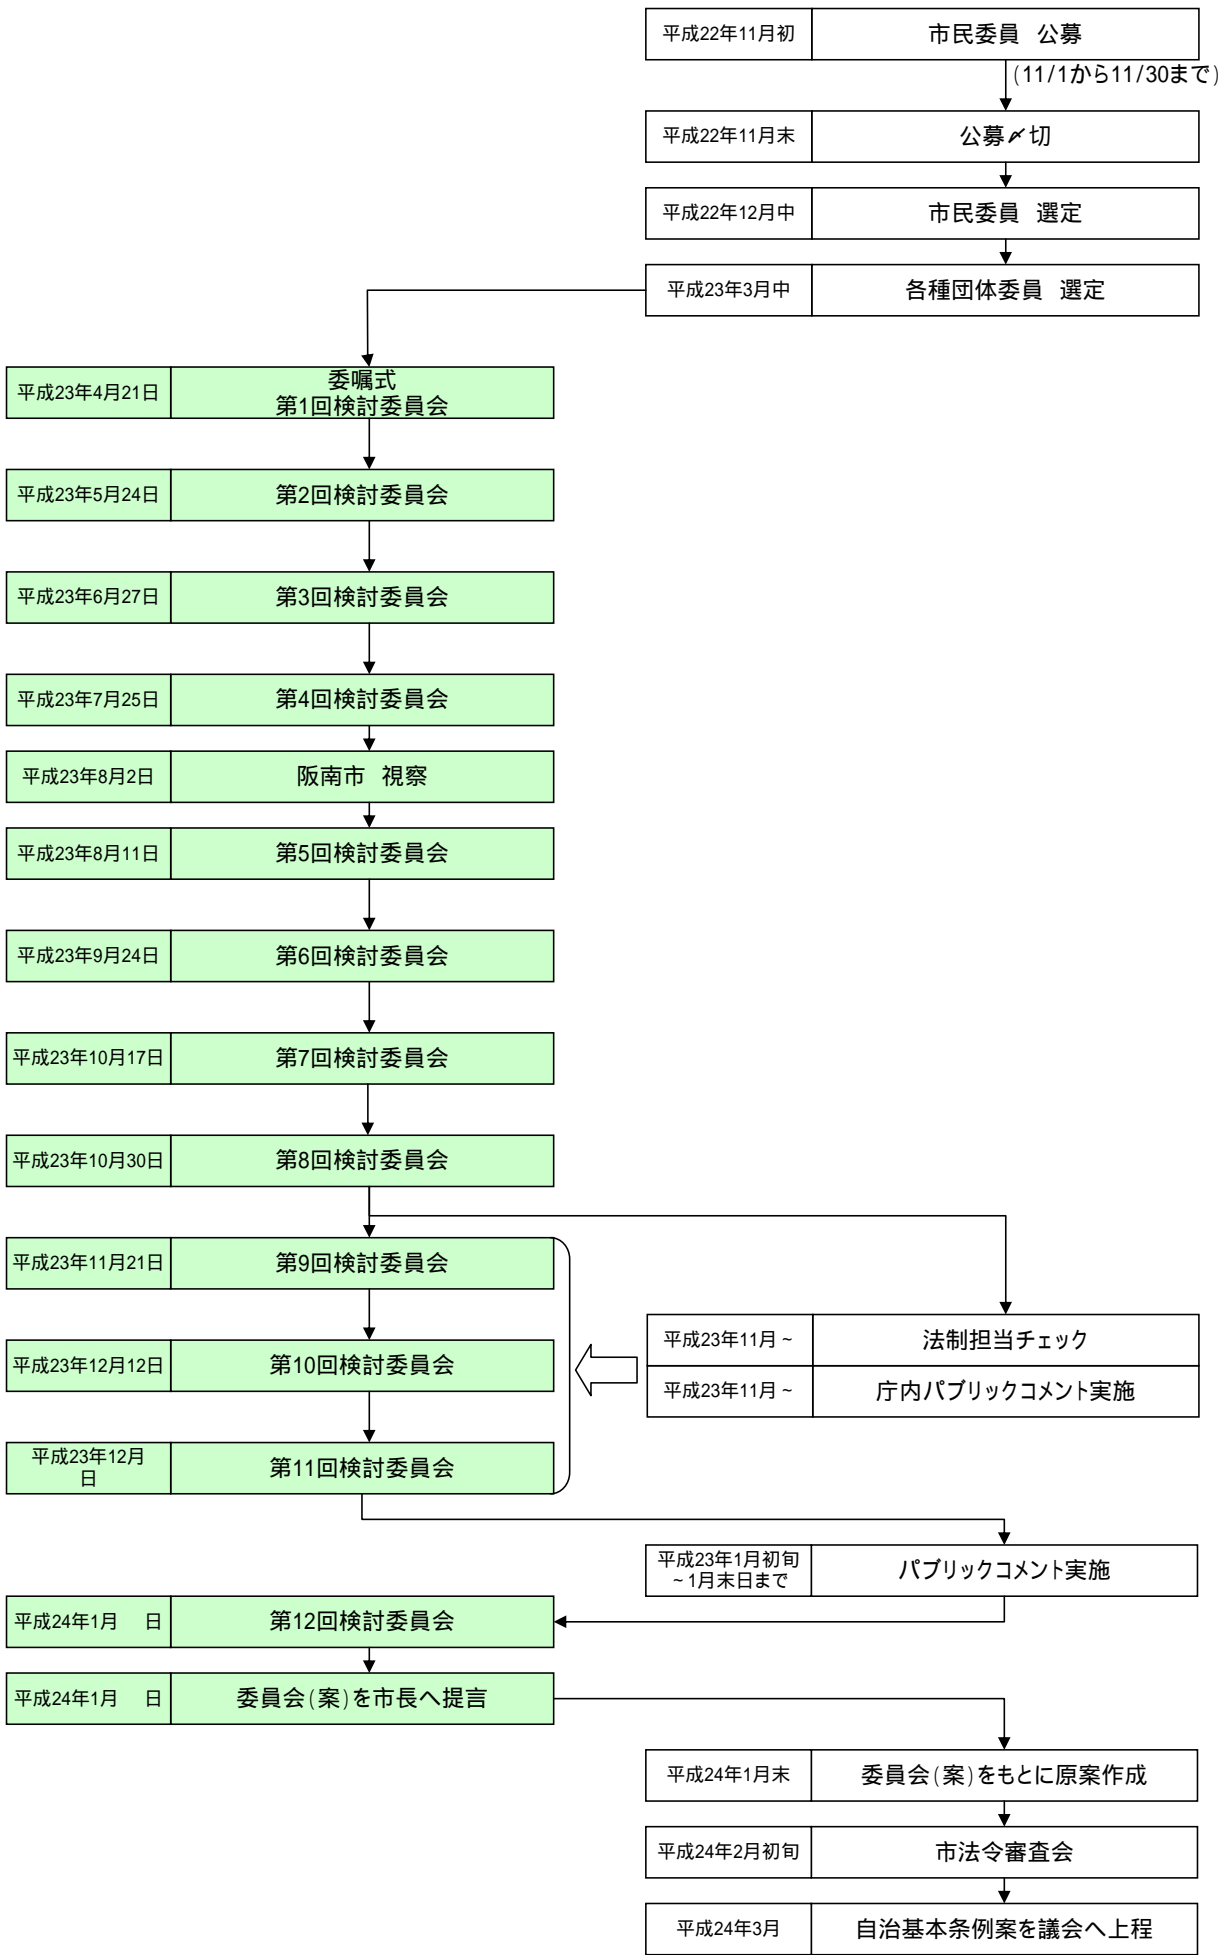 平成22年11月初 市民委員 公募
(11/1から11/30まで)
平成22年11月末 公募〆切
平成22年12月中 市民委員 選定
平成23年3月中 各種団体委員 選定
平成23年4月21日 委嘱式
第1回検討委員会
平成23年5月24日 第2回検討委員会
平成23年6月27日 第3回検討委員会
平成23年7月25日 第4回検討委員会
平成23年8月2日 阪南市 視察
平成23年8月11日 第5回検討委員会
平成23年9月24日 第6回検討委員会
平成23年10月17日 第7回検討委員会
平成23年10月30日 第8回検討委員会
平成23年11月21日 第9回検討委員会
平成23年11月~ 法制担当チェック
平成23年12月12日 第10回検討委員会
平成23年11月~ 庁内パブリックコメント実施
平成23年12月
日
第11回検討委員会
平成23年1月初旬
~1月末日まで
パブリックコメント実施
平成24年1月 日 第12回検討委員会
平成24年1月 日 委員会(案)を市長へ提言
平成24年1月末 委員会(案)をもとに原案作成
平成24年2月初旬 市法令審査会
平成24年3月 自治基本条例案を議会へ上程